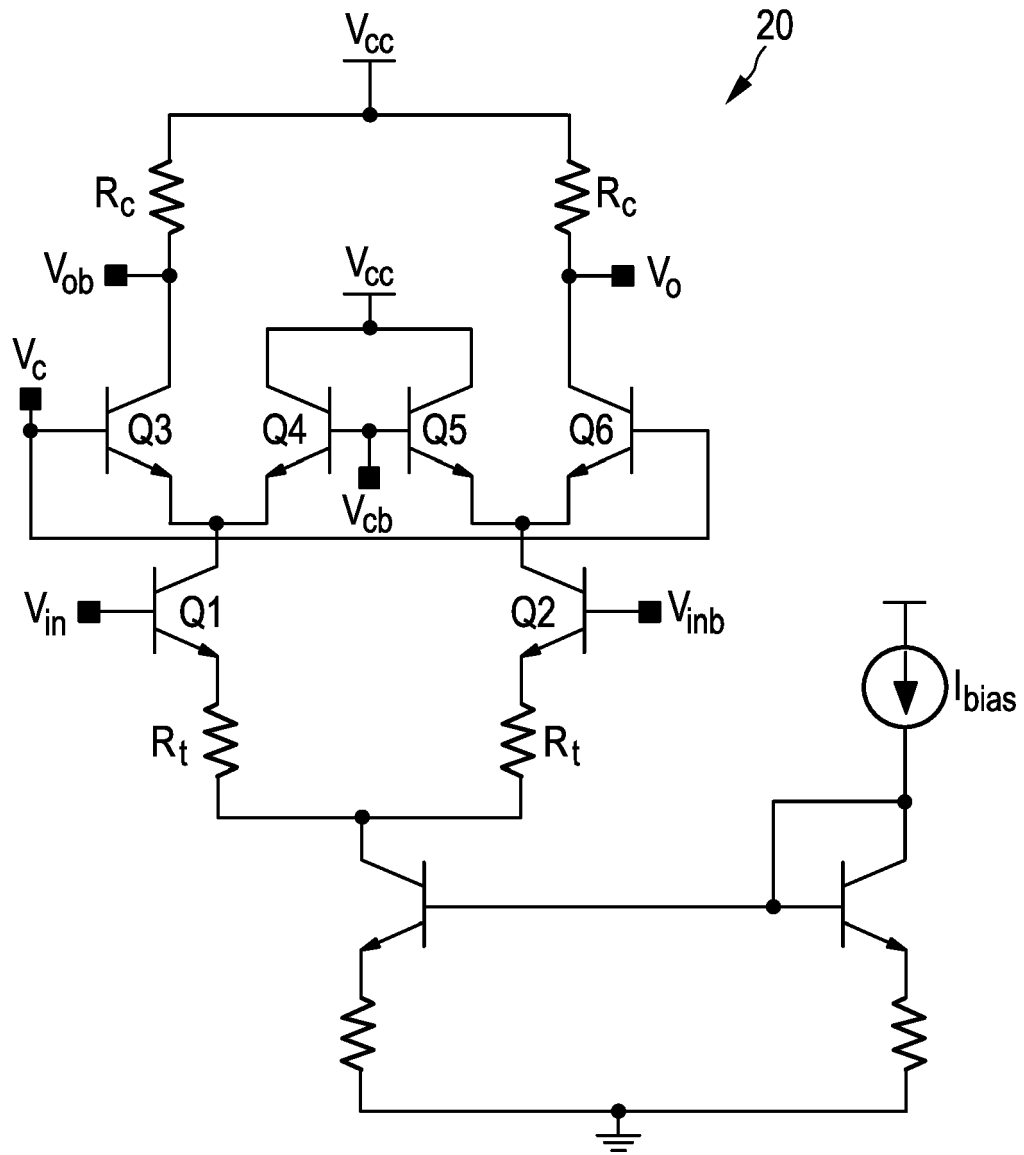 20
Vcc
Rc Rc
Vob Vo
Vcc
Vc
Q3 Q4 Q5 Q6
Vcb
Vin Q1 Q2 Vinb
Ibias
Rt Rt